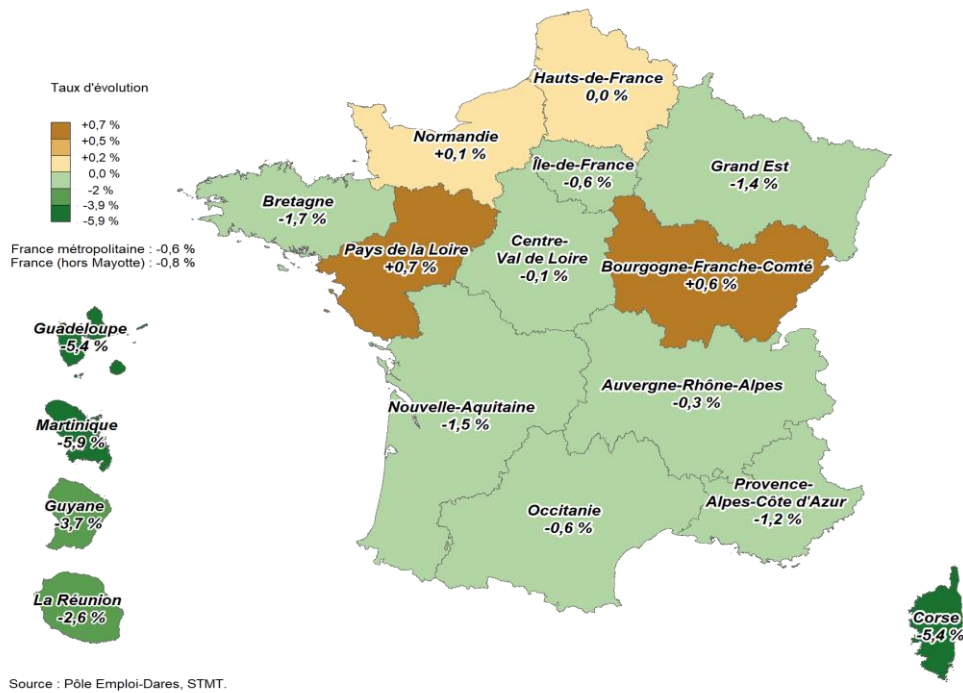 Taux d'évolution
+0,7 %
+0,5 %
+0,2 %
0,0 %
-2 %
-3,9 %
-5,9 %
France métropolitaine : -0,6 %
France (hors Mayotte) : -0,8 %
Hauts-de-France
0,0 %
Normandie
+0,1 %
Île-de-France
-0,6 %
Grand Est
-1,4 %
Bretagne
-1,7 %
Pays de la Loire
+0,7 %
Centre-
Val de Loire
-0,1 %
Bourgogne-Franche-Comté
+0,6 %
Guadeloupe
-5,4 %
Martinique
-5,9 %
Guyane
-3,7 %
La Réunion
-2,6 %
Nouvelle-Aquitaine
-1,5 %
Auvergne-Rhône-Alpes
-0,3 %
Occitanie
-0,6 %
Provence-
Alpes-Côte d'Azur
-1,2 %
Corse
-5,4 %
Source : Pôle Emploi-Dares, STMT.